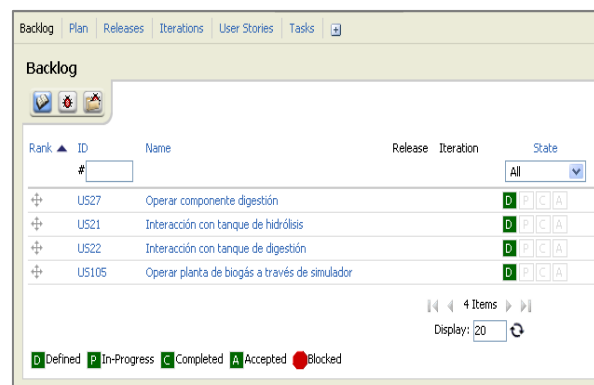 Backlog Plan Releases Iterations User Stories Tasks +
Backlog
Rank ID Name Release Iteration State
# All
US27 Operar componente digestión D P C A
US21 Interacción con tanque de hidrólisis D P C A
US22 Interacción con tanque de digestión D P C A
US105 Operar planta de biogás a través de simulador D P C A
4 Items
Display: 20
D Defined P In-Progress C Completed A Accepted Blocked